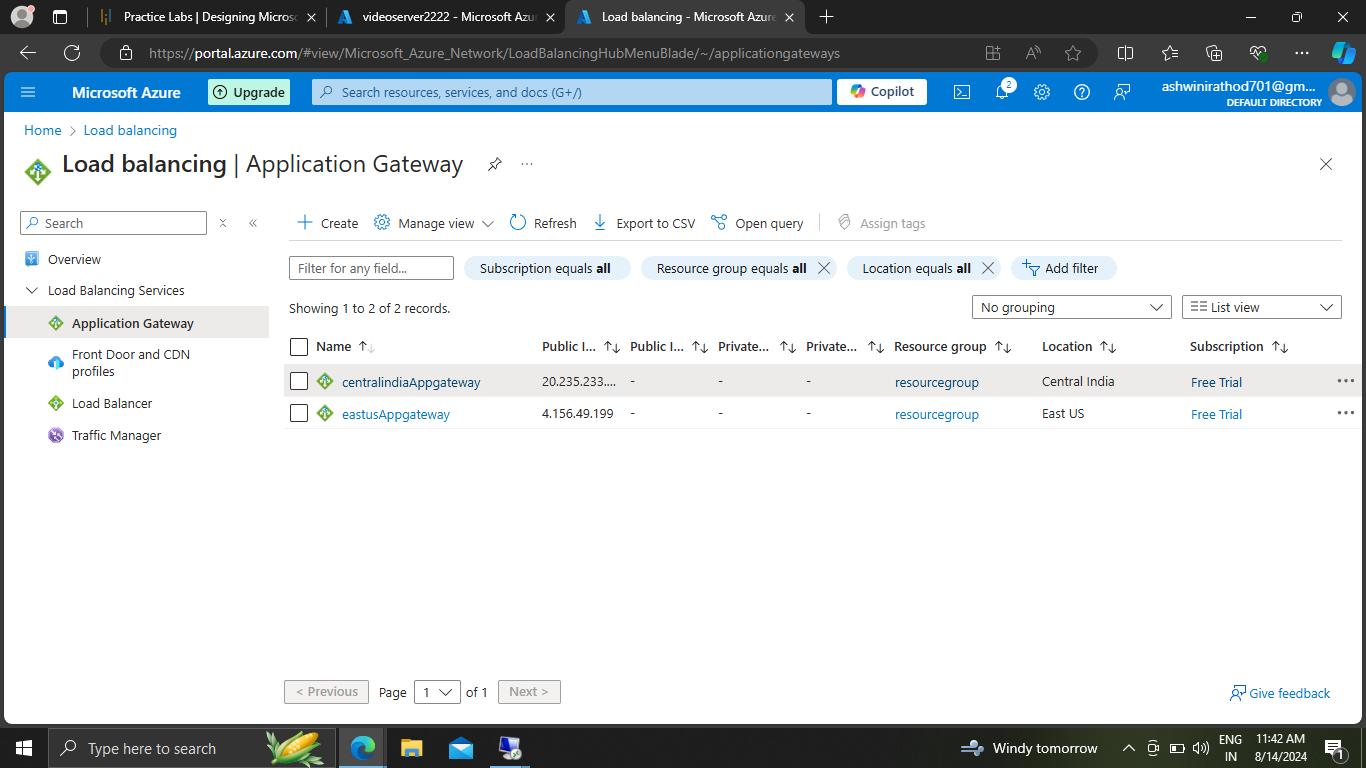 Practice Labs | Designing Microso
videoserver2222 - Microsoft Azur
Load balancing - Microsoft Azure
https://portal.azure.com/#view/Microsoft_Azure_Network/LoadBalancingHubMenuBlade/~/applicationgateways
Microsoft Azure
Upgrade
Search resources, services, and docs (G+/)
Copilot
2
ashwinirathod701@gm...
DEFAULT DIRECTORY
Home > Load balancing
Load balancing | Application Gateway
Search
Create
Manage view
Refresh
Export to CSV
Open query
Assign tags
Overview
Load Balancing Services
Application Gateway
Front Door and CDN
profiles
Load Balancer
Traffic Manager
Filter for any field...
Subscription equals all
Resource group equals all
Location equals all
Add filter
Showing 1 to 2 of 2 records.
No grouping
List view
Name Public I... Public I... Private... Private... Resource group Location Subscription
centralindiaAppgateway 20.235.233.... - - - resourcegroup Central India Free Trial
eastusAppgateway 4.156.49.199 - - - resourcegroup East US Free Trial
< Previous Page 1 of 1 Next >
Give feedback
Type here to search
Windy tomorrow
ENG
IN
11:42 AM
8/14/2024
1